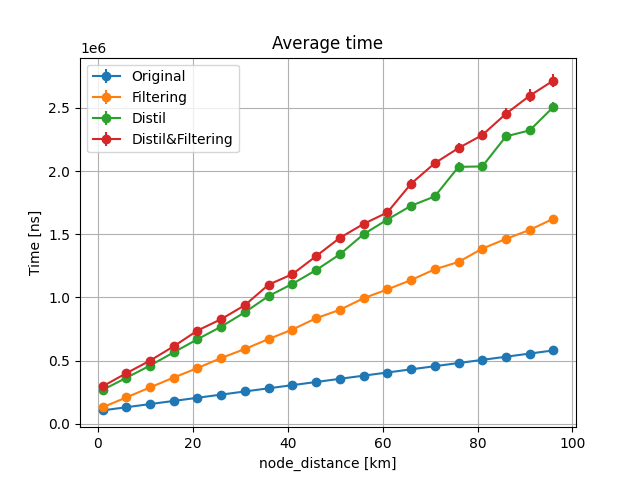 Average time
1e6
Original
Filtering
Distil
Distil&Filtering
2.5
2.0
1.5
1.0
0.5
0.0
Time [ns]
0 20 40 60 80 100
node_distance [km]